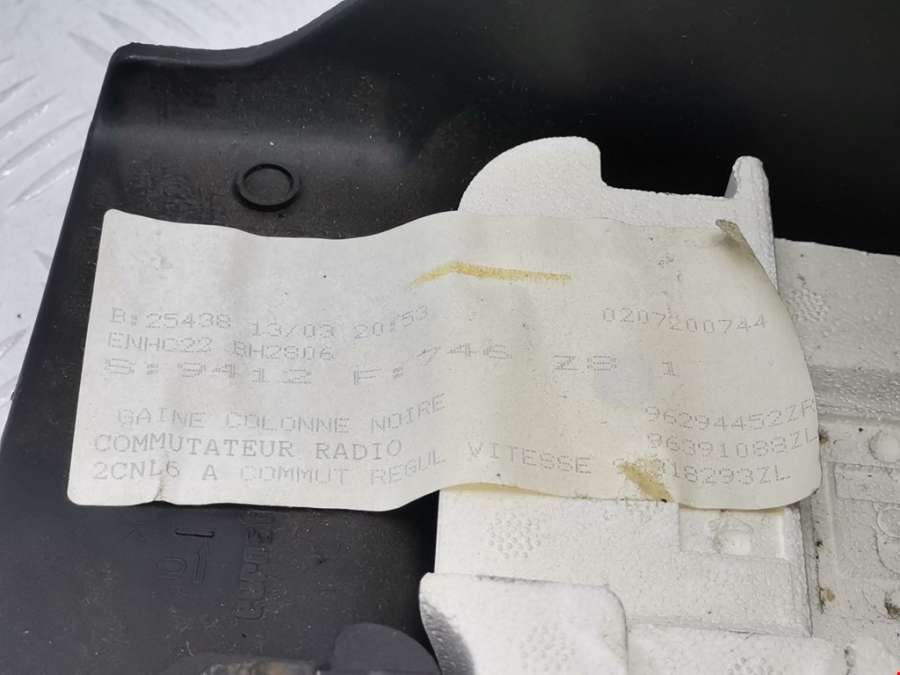 B:25438 13/03 20:53 0207200744
ENHC22 BH2806
S:9412 F:746 ZS 1
GAINE COLONNE NOIRE 96294452ZR
COMMUTATEUR RADIO 96391088ZL
2CNL6 A COMMUT REGUL VITESSE